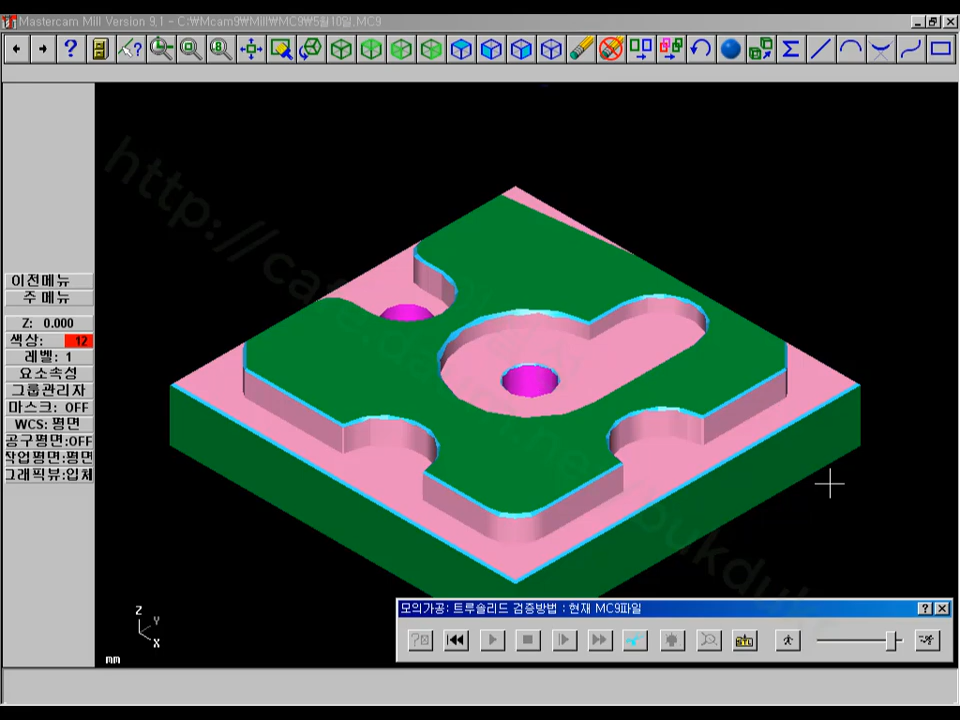 Mastercam Mill Version 9.1 - C:₩Mcam9₩Mill₩MC9₩5월10일.MC9
이전메뉴
주 메뉴
Z: 0.000
색상: 12
레벨: 1
요소속성
그룹관리자
마스크: OFF
WCS: 평면
공구평면:OFF
작업평면:평면
그래픽뷰:입체
http://ca
Z
Y
X
mm
모의가공: 트루솔리드 검증방법 : 현재 MC9파일